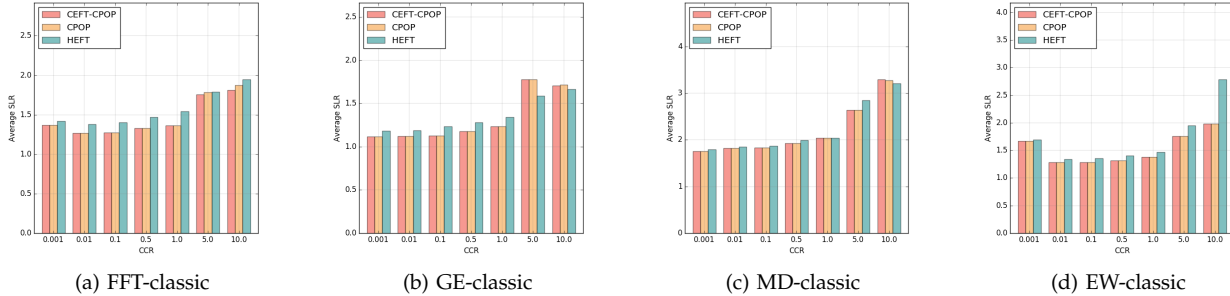 CEFT-CPOP
CPOP
HEFT
Average SLR
2.5
2.0
1.5
1.0
0.5
0.0
0.001 0.01 0.1 0.5 1.0 5.0 10.0
CCR
(a) FFT-classic
CEFT-CPOP
CPOP
HEFT
Average SLR
2.5
2.0
1.5
1.0
0.5
0.0
0.001 0.01 0.1 0.5 1.0 5.0 10.0
CCR
(b) GE-classic
CEFT-CPOP
CPOP
HEFT
Average SLR
4
3
2
1
0
0.001 0.01 0.1 0.5 1.0 5.0 10.0
CCR
(c) MD-classic
CEFT-CPOP
CPOP
HEFT
Average SLR
4.0
3.5
3.0
2.5
2.0
1.5
1.0
0.5
0.0
0.001 0.01 0.1 0.5 1.0 5.0 10.0
CCR
(d) EW-classic